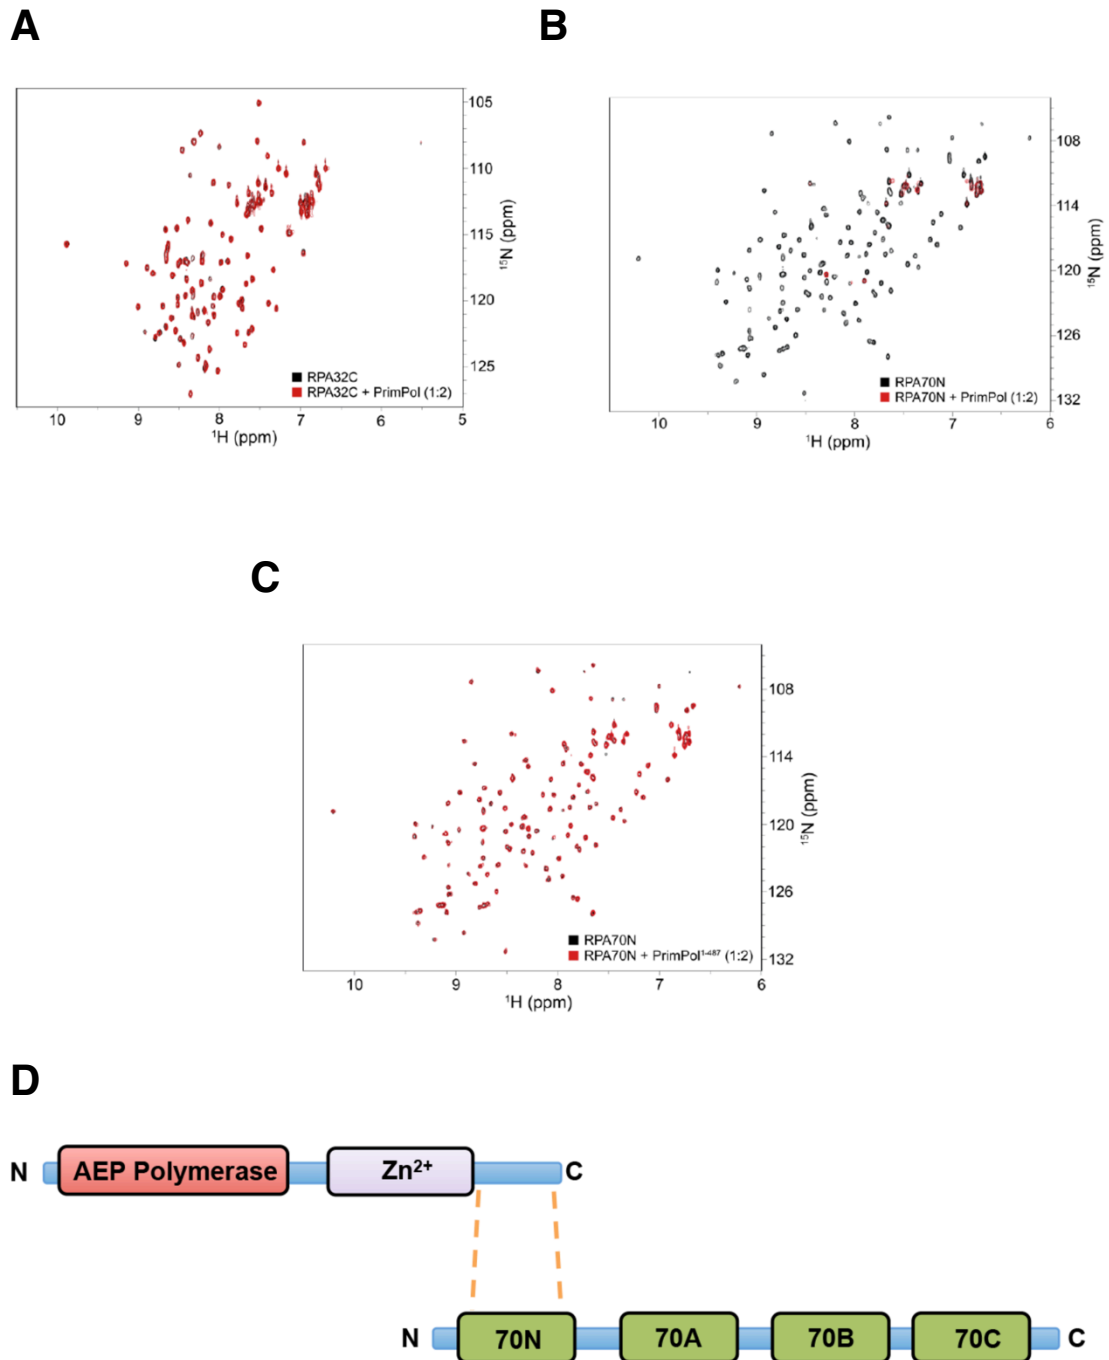 A
B
105
110
115
120
125
¹⁵N (ppm)
RPA32C
RPA32C + PrimPol (1:2)
10 9 8 7 6 5
¹H (ppm)
108
114
120
126
132
¹⁵N (ppm)
RPA70N
RPA70N + PrimPol (1:2)
10 9 8 7 6
¹H (ppm)
C
108
114
120
126
132
¹⁵N (ppm)
RPA70N
RPA70N + PrimPol¹⁻⁴⁸⁷ (1:2)
10 9 8 7 6
¹H (ppm)
D
N AEP Polymerase Zn²⁺ C
N 70N 70A 70B 70C C